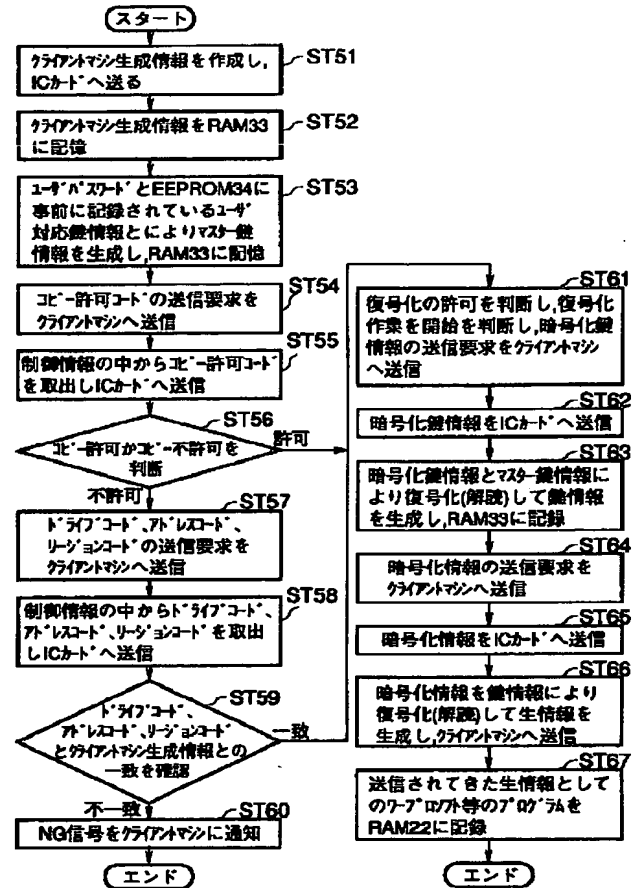 スタート
クライアントマシン生成情報を作成し,
ICカードへ送る
ST51
クライアントマシン生成情報をRAM33
に記憶
ST52
ユーザパスワードとEEPROM34に
事前に記録されているユーザ
対応鍵情報とによりマスター鍵
情報を生成し,RAM33に記憶
ST53
コピー許可コードの送信要求を
クライアントマシンへ送信
ST54
制御情報の中からコピー許可コード
を取出しICカードへ送信
ST55
コピー許可かコピー不許可を
判断
ST56
許可
不許可
ドライブコード、アドレスコード、
リージョンコードの送信要求を
クライアントマシンへ送信
ST57
制御情報の中からドライブコード、
アドレスコード、リージョンコードを取出
しICカードへ送信
ST58
ドライブコード、
アドレスコード、リージョンコード
とクライアントマシン生成情報との
一致を確認
ST59
一致
不一致
NG信号をクライアントマシンに通知
ST60
エンド
復号化の許可を判断し,復号化
作業を開始を判断し,暗号化鍵
情報の送信要求をクライアントマシン
へ送信
ST61
暗号化鍵情報をICカードへ送信
ST62
暗号化鍵情報とマスター鍵情報に
より復号化(解読)して鍵情報
を生成し,RAM33に記録
ST63
暗号化情報の送信要求を
クライアントマシンへ送信
ST64
暗号化情報をICカードへ送信
ST65
暗号化情報を鍵情報により
復号化(解読)して生情報を
生成し,クライアントマシンへ送信
ST66
送信されてきた生情報として
のワープロソフト等のプログラムを
RAM22に記録
ST67
エンド